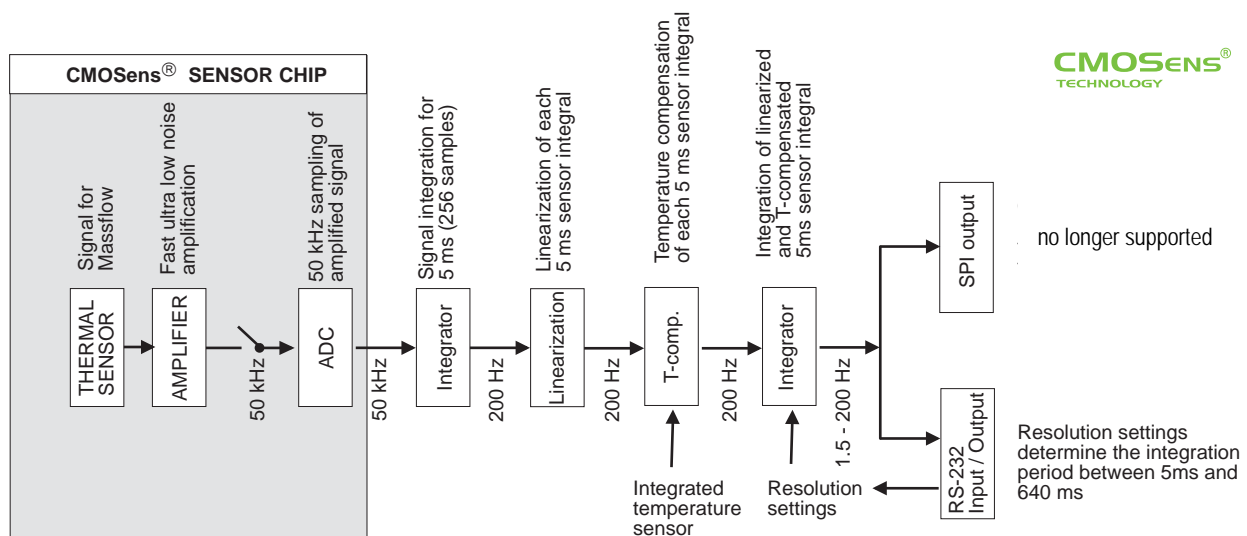 CMOSens® SENSOR CHIP
CMOSENS®
TECHNOLOGY
Signal for
Massflow
Fast ultra low noise
amplification
50 kHz sampling of
amplified signal
Signal integration for
5 ms (256 samples)
Linearization of each
5 ms sensor integral
Temperature compensation
of each 5 ms sensor integral
Integration of linearized
and T-compensated
5ms sensor integral
THERMAL
SENSOR
AMPLIFIER
50 kHz
ADC
50 kHz
Integrator
200 Hz
Linearization
200 Hz
T-comp.
200 Hz
Integrator
1.5 - 200 Hz
SPI output
no longer supported
RS-232
Input / Output
Resolution settings
determine the integration
period between 5ms and
640 ms
Integrated
temperature
sensor
Resolution
settings